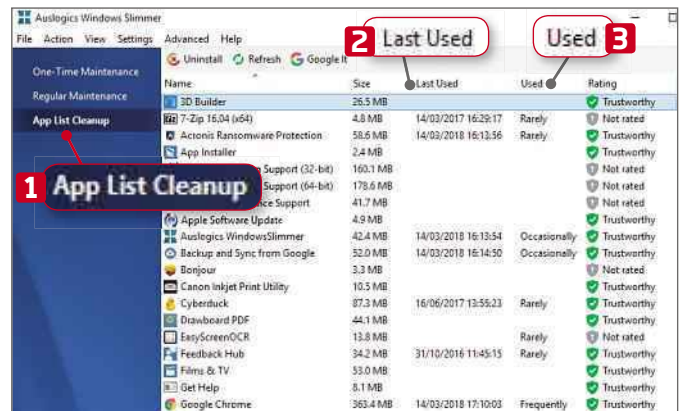 Auslogics Windows Slimmer
File Action View Settings Advanced Help
2 Last Used
Used 3
Uninstall Refresh Google It
One-Time Maintenance
Regular Maintenance
App List Cleanup
1 App List Cleanup
Name Size Last Used Used Rating
3D Builder 26.5 MB Trustworthy
7-Zip 16.04 (x64) 4.8 MB 14/03/2017 16:29:17 Rarely Not rated
Acronis Ransomware Protection 58.6 MB 14/03/2018 16:13:56 Rarely Trustworthy
App Installer 2.4 MB Trustworthy
Support (32-bit) 160.1 MB Not rated
Support (64-bit) 178.6 MB Not rated
Support 41.7 MB Not rated
Apple Software Update 4.9 MB Trustworthy
Auslogics WindowsSlimmer 42.4 MB 14/03/2018 16:13:54 Occasionally Trustworthy
Backup and Sync from Google 52.0 MB 14/03/2018 16:14:50 Occasionally Trustworthy
Bonjour 3.3 MB Not rated
Canon Inkjet Print Utility 10.5 MB Trustworthy
Cyberduck 87.3 MB 16/06/2017 13:55:23 Rarely Trustworthy
Drawboard PDF 44.1 MB Trustworthy
EasyScreenOCR 13.8 MB Rarely Not rated
Feedback Hub 34.2 MB 31/10/2016 11:45:15 Rarely Trustworthy
Films & TV 53.0 MB Trustworthy
Get Help 8.1 MB Trustworthy
Google Chrome 363.4 MB 14/03/2018 17:10:03 Frequently Trustworthy